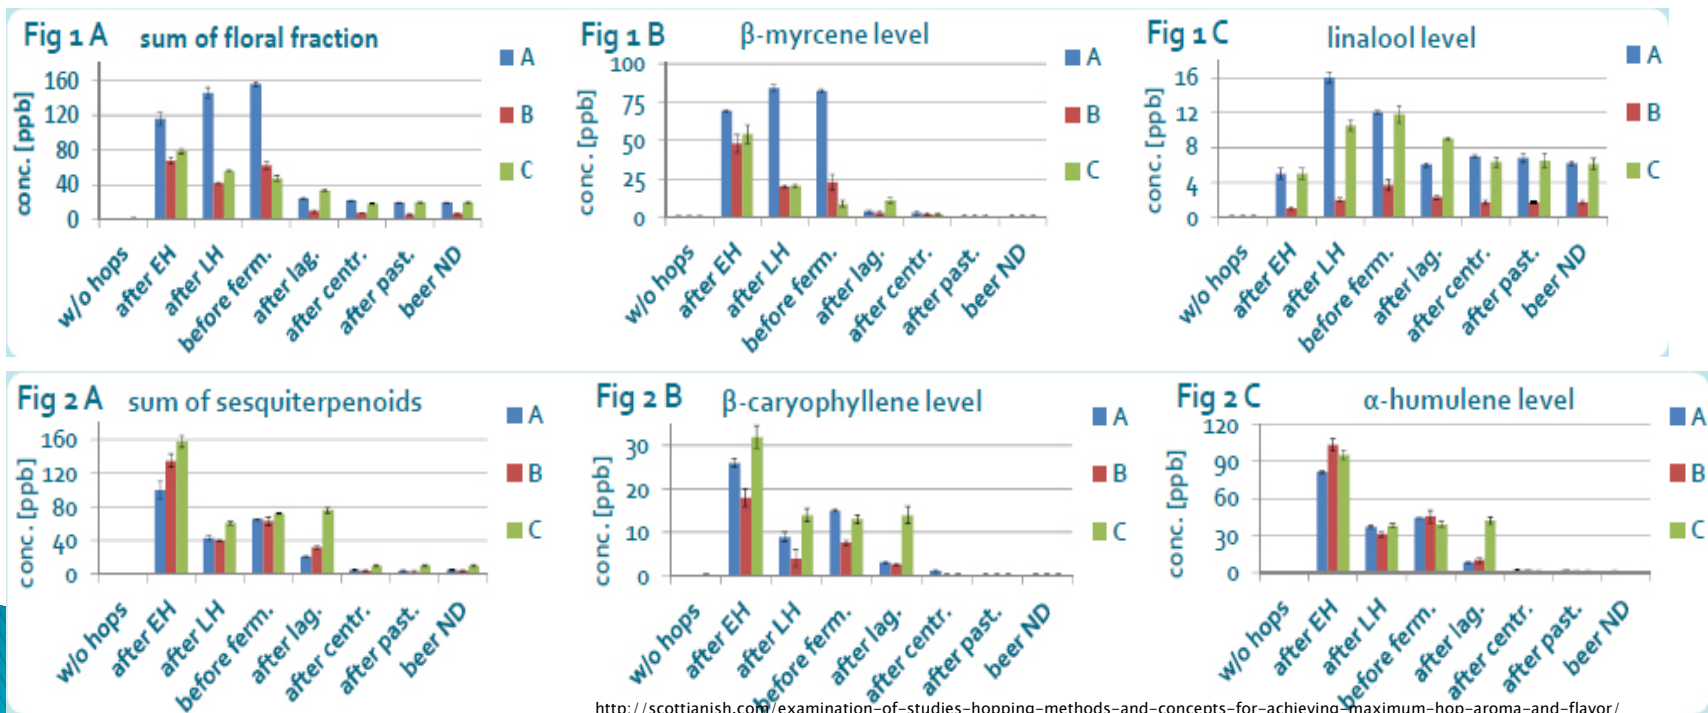 Fig 1 A sum of floral fraction
conc. [ppb]
160
120
80
40
0
w/o hops
after EH
after LH
before ferm.
after lag.
after centr.
after past.
beer ND
A
B
C
Fig 1 B β-myrcene level
conc. [ppb]
100
75
50
25
0
w/o hops
after EH
after LH
before ferm.
after lag.
after centr.
after past.
beer ND
A
B
C
Fig 1 C linalool level
conc. [ppb]
16
12
8
4
0
w/o hops
after EH
after LH
before ferm.
after lag.
after centr.
after past.
beer ND
A
B
C
Fig 2 A sum of sesquiterpenoids
conc. [ppb]
160
120
80
40
0
w/o hops
after EH
after LH
before ferm.
after lag.
after centr.
after past.
beer ND
A
B
C
Fig 2 B β-caryophyllene level
conc. [ppb]
30
20
10
0
w/o hops
after EH
after LH
before ferm.
after lag.
after centr.
after past.
beer ND
A
B
C
Fig 2 C α-humulene level
conc. [ppb]
120
90
60
30
0
w/o hops
after EH
after LH
before ferm.
after lag.
after centr.
after past.
beer ND
A
B
C
http://scottianish.com/examination-of-studies-hopping-methods-and-concepts-for-achieving-maximum-hop-aroma-and-flavor/